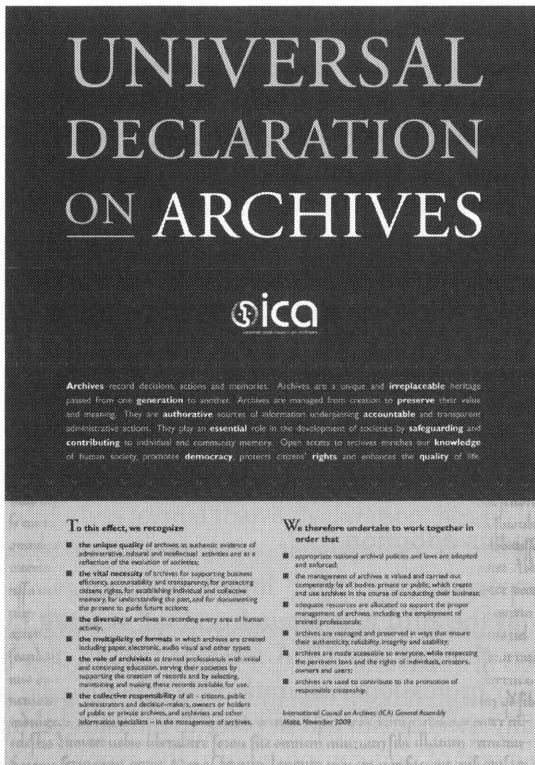 UNIVERSAL
DECLARATION
ON ARCHIVES
ica
international council on archives
Archives record decisions, actions and memories. Archives are a unique and irreplaceable heritage
passed from one generation to another. Archives are managed from creation to preserve their value
and meaning. They are authorative sources of information underpinning accountable and transparent
administrative actions. They play an essential role in the development of societies by safeguarding and
contributing to individual and community memory. Open access to archives enriches our knowledge
of human society, promotes democracy, protects citizens' rights and enhances the quality of life.
To this effect, we recognize
■ the unique quality of archives as authentic evidence of
administrative, cultural and intellectual activities and as a
reflection of the evolution of societies;
■ the vital necessity of archives for supporting business
efficiency, accountability and transparency, for protecting
citizens rights, for establishing individual and collective
memory, for understanding the past, and for documenting
the present to guide future actions;
■ the diversity of archives in recording every area of human
activity;
■ the multiplicity of formats in which archives are created
including paper, electronic, audio visual and other types;
■ the role of archivists as trained professionals with initial
and continuing education, serving their societies by
supporting the creation of records and by selecting,
maintaining and making these records available for use;
■ the collective responsibility of all – citizens, public
administrators and decision-makers, owners or holders
of public or private archives, and archivists and other
information specialists – in the management of archives.
We therefore undertake to work together in
order that
■ appropriate national archival policies and laws are adopted
and enforced;
■ the management of archives is valued and carried out
competently by all bodies, private or public, which create
and use archives in the course of conducting their business;
■ adequate resources are allocated to support the proper
management of archives, including the employment of
trained professionals;
■ archives are managed and preserved in ways that ensure
their authenticity, reliability, integrity and usability;
■ archives are made accessible to everyone, while respecting
the pertinent laws and the rights of individuals, creators,
owners and users;
■ archives are used to contribute to the promotion of
responsible citizenship.
International Council on Archives (ICA) General Assembly
Malta, November 2009